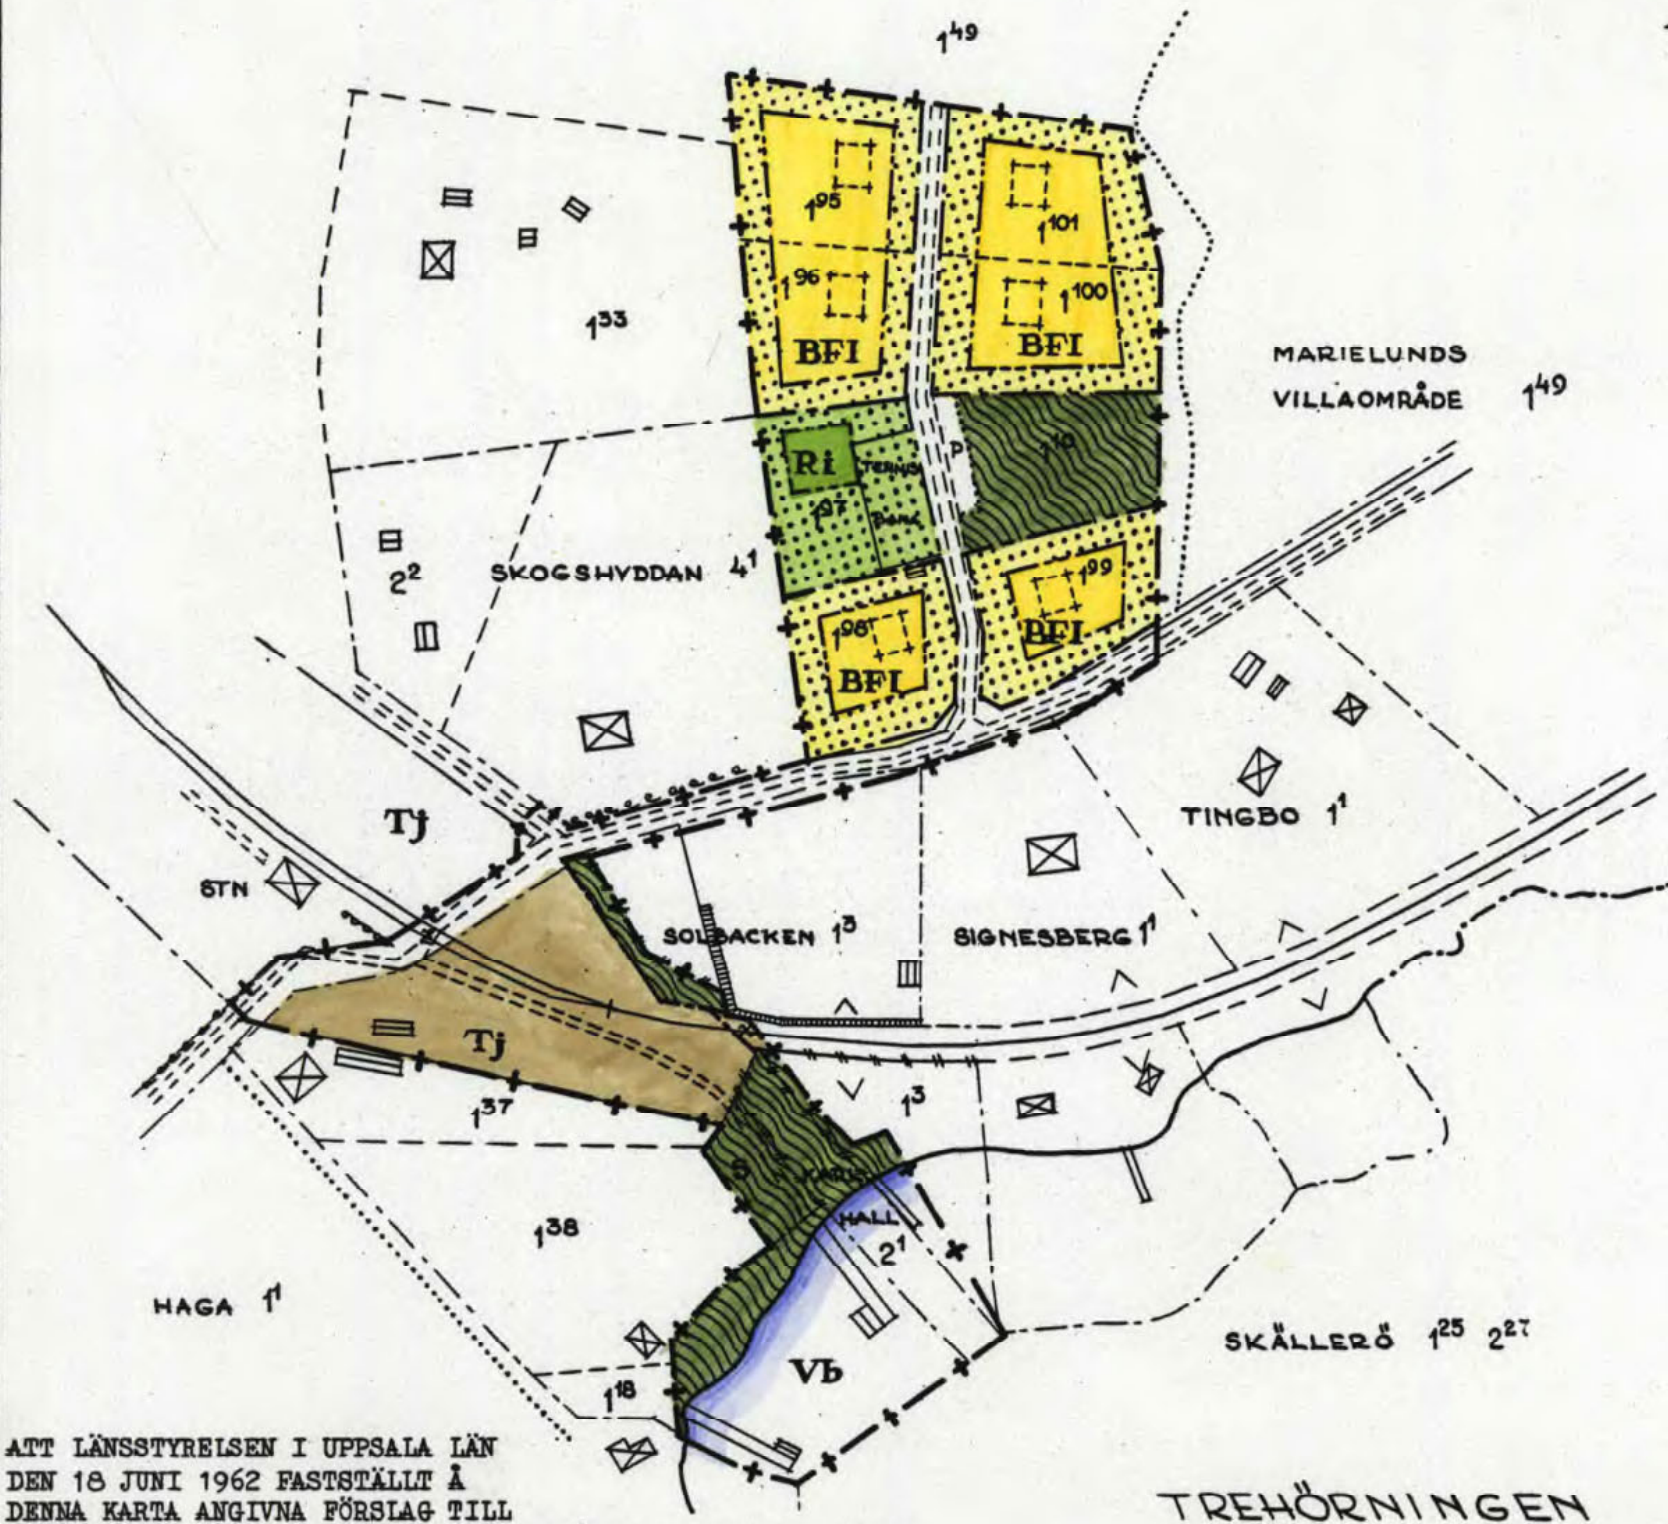 1⁴⁹
1⁹⁵
1¹⁰¹
1⁹⁶
1¹⁰⁰
1³³
BFI
BFI
MARIELUNDS
VILLAOMRÅDE 1⁴⁹
P
1¹⁰
Ri
TENNIS
1⁹⁷
BANA
2²
SKOGSHYDDAN 4¹
1⁹⁹
1⁹⁸
BFI
BFI
Tj
TINGBO 1¹
STN
SOLBACKEN 1³
SIGNESBERG 1¹
Tj
1³⁷
1³
S
1³⁸
HALL
2¹
HAGA 1¹
SKÄLLERÖ 1²⁵ 2²⁷
Vb
1¹⁸
ATT LÄNSSTYRELSEN I UPPSALA LÄN
DEN 18 JUNI 1962 FASTSTÄLLT Å
DENNA KARTA ANGIVNA FÖRSLAG TILL
TREHÖRNINGEN